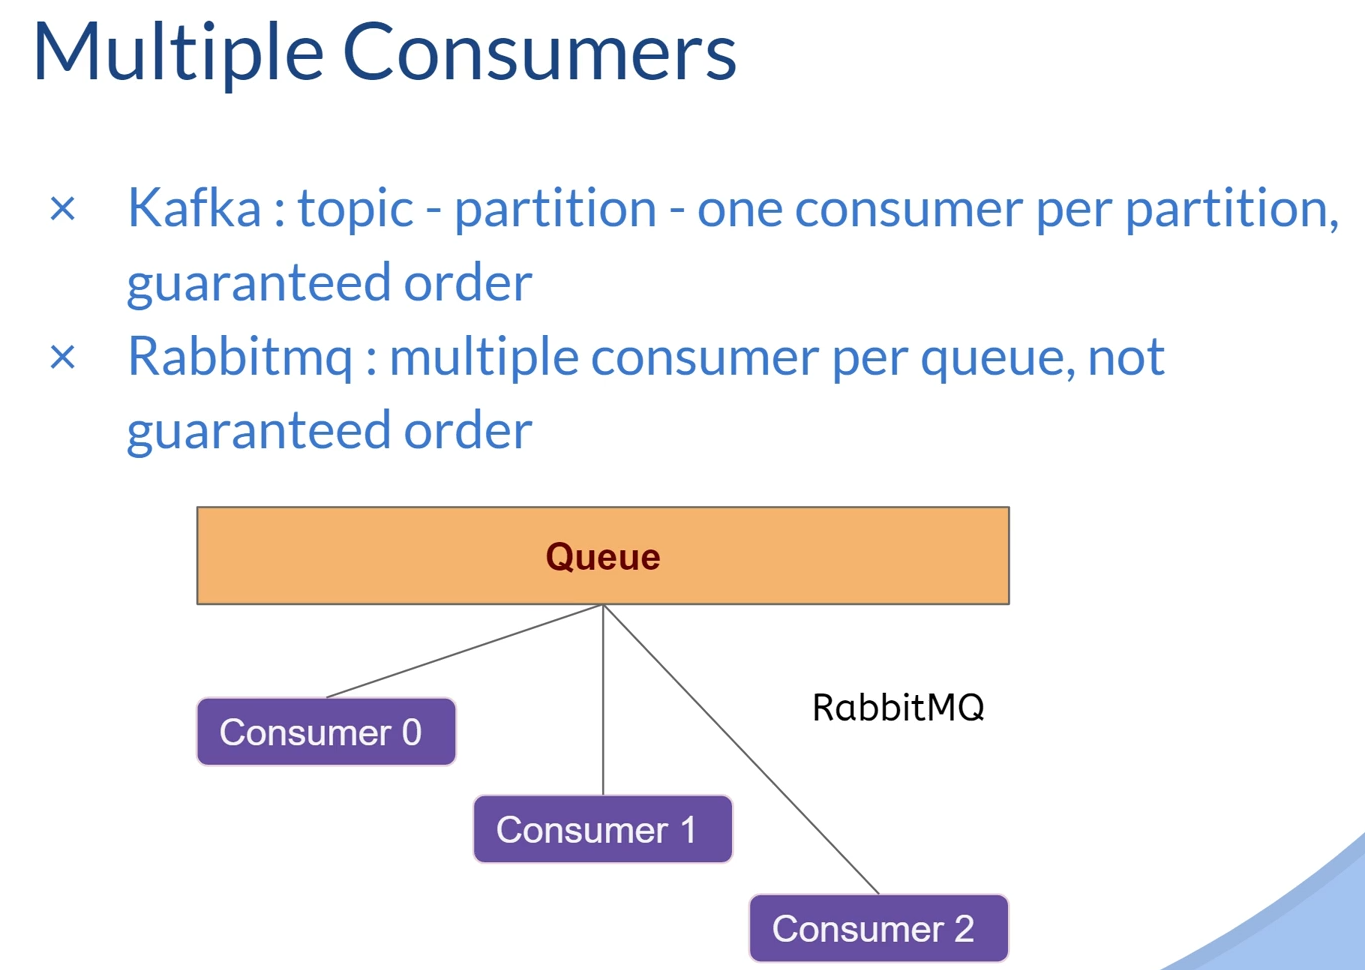 Multiple Consumers
× Kafka : topic - partition - one consumer per partition,
guaranteed order
× Rabbitmq : multiple consumer per queue, not
guaranteed order
Queue
Consumer 0
RabbitMQ
Consumer 1
Consumer 2